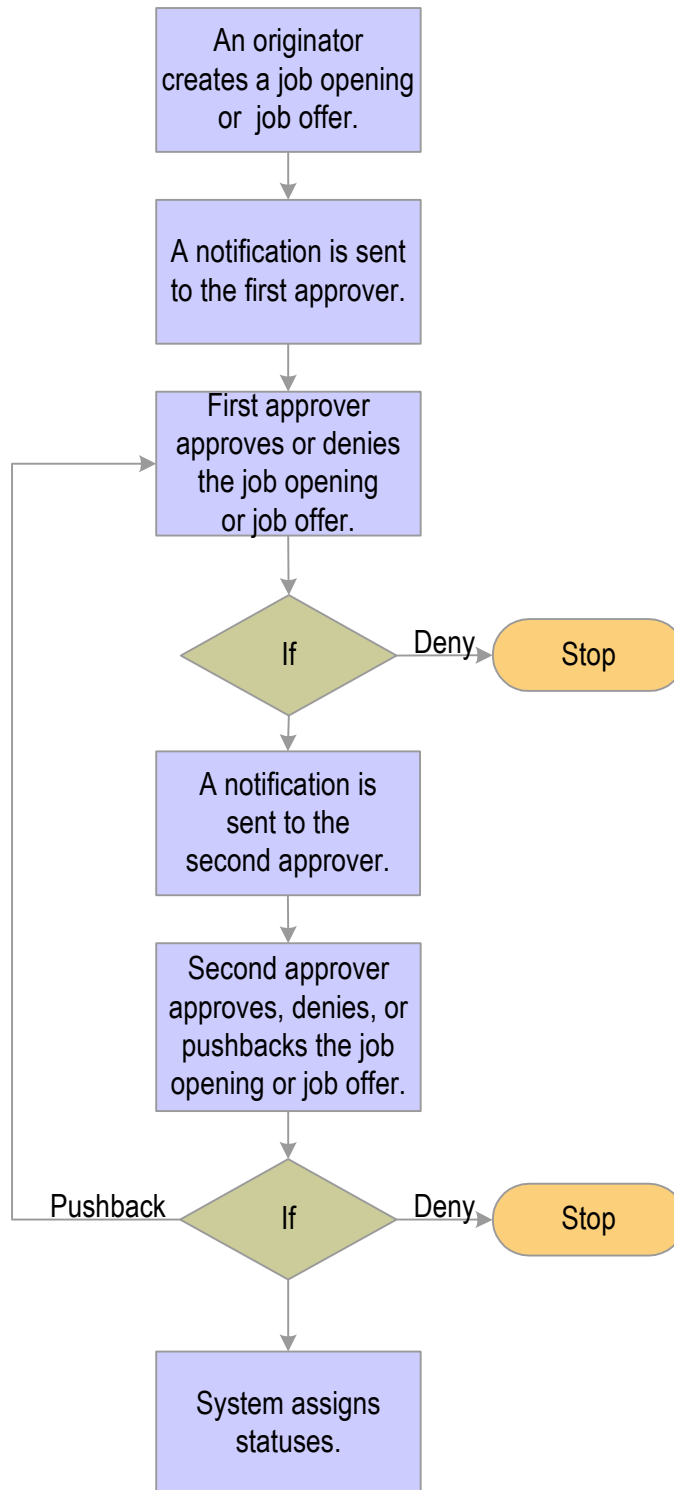 An originator
creates a job opening
or job offer.
A notification is sent
to the first approver.
First approver
approves or denies
the job opening
or job offer.
If
Deny
Stop
A notification is
sent to the
second approver.
Second approver
approves, denies, or
pushbacks the job
opening or job offer.
Pushback
If
Deny
Stop
System assigns
statuses.